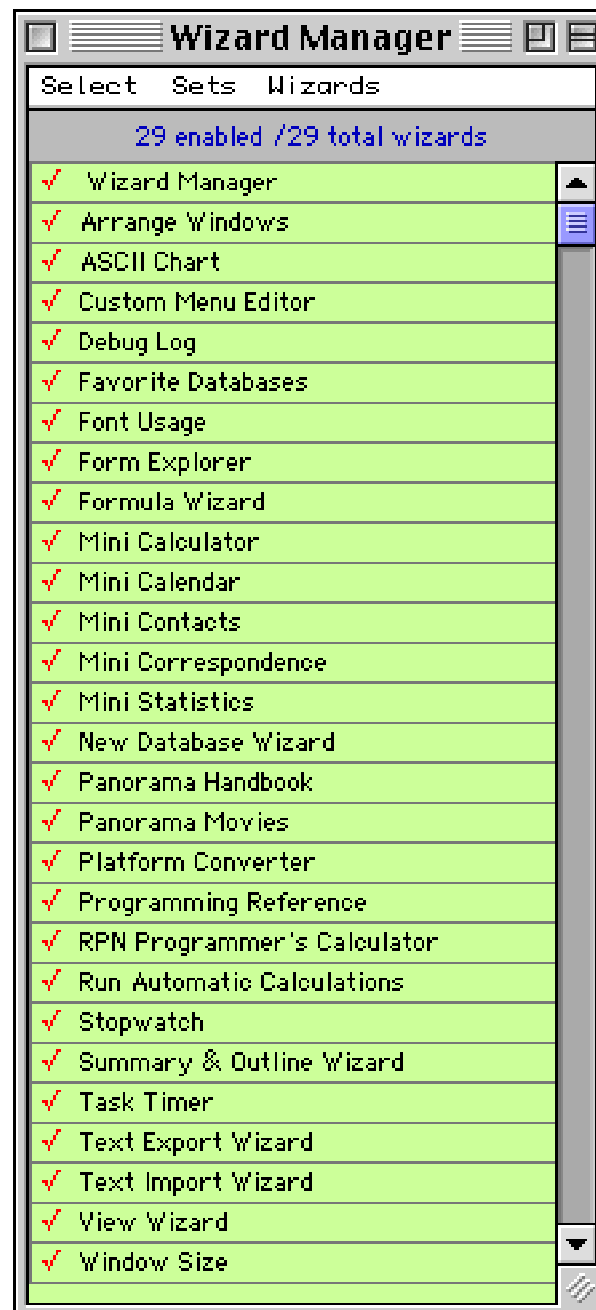 Wizard Manager
Select Sets Wizards
29 enabled /29 total wizards
Wizard Manager
Arrange Windows
ASCII Chart
Custom Menu Editor
Debug Log
Favorite Databases
Font Usage
Form Explorer
Formula Wizard
Mini Calculator
Mini Calendar
Mini Contacts
Mini Correspondence
Mini Statistics
New Database Wizard
Panorama Handbook
Panorama Movies
Platform Converter
Programming Reference
RPN Programmer's Calculator
Run Automatic Calculations
Stopwatch
Summary & Outline Wizard
Task Timer
Text Export Wizard
Text Import Wizard
View Wizard
Window Size